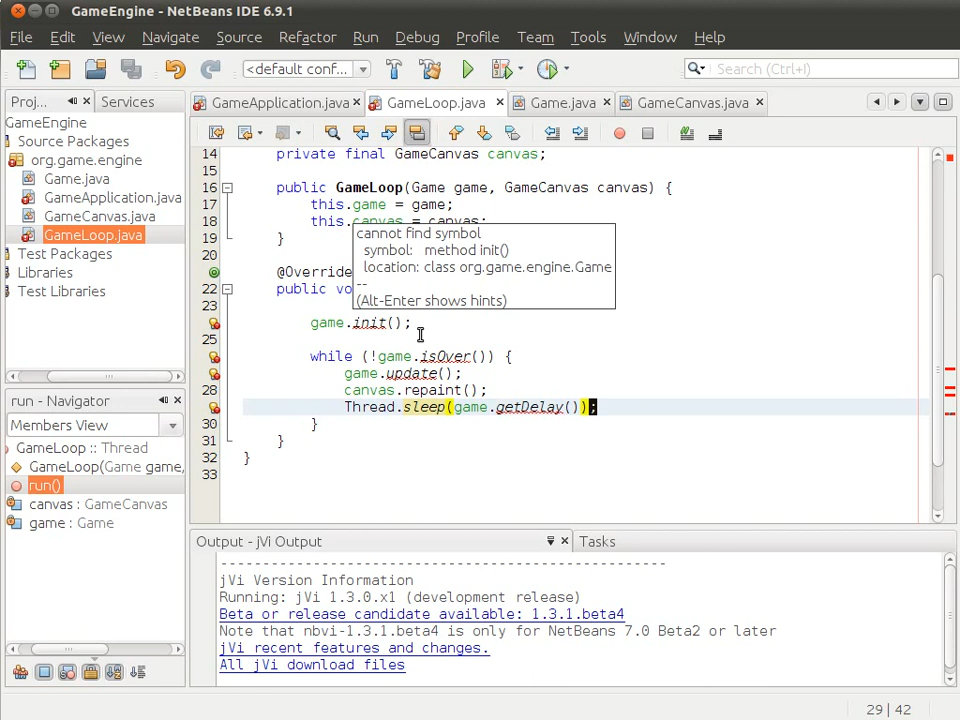 GameEngine - NetBeans IDE 6.9.1
File Edit View Navigate Source Refactor Run Debug Profile Team Tools Window Help
<default conf...
Search (Ctrl+I)
Proj... Services
GameEngine
Source Packages
org.game.engine
Game.java
GameApplication.java
GameCanvas.java
GameLoop.java
Test Packages
Libraries
Test Libraries
run - Navigator
Members View
GameLoop :: Thread
GameLoop(Game game,
run()
canvas : GameCanvas
game : Game
GameApplication.java GameLoop.java Game.java GameCanvas.java
14 private final GameCanvas canvas;
15
16 public GameLoop(Game game, GameCanvas canvas) {
17 this.game = game;
18 this.canvas = canvas;
19 }
20
@Override
22 public vo
23
game.init();
25
while (!game.isOver()) {
game.update();
28 canvas.repaint();
Thread.sleep(game.getDelay());
30 }
31 }
32 }
33
cannot find symbol
symbol: method init()
location: class org.game.engine.Game
--
(Alt-Enter shows hints)
Output - jVi Output Tasks
-----------------------------------------------------
jVi Version Information
Running: jVi 1.3.0.x1 (development release)
Beta or release candidate available: 1.3.1.beta4
Note that nbvi-1.3.1.beta4 is only for NetBeans 7.0 Beta2 or later
jVi recent features and changes.
All jVi download files
29 | 42